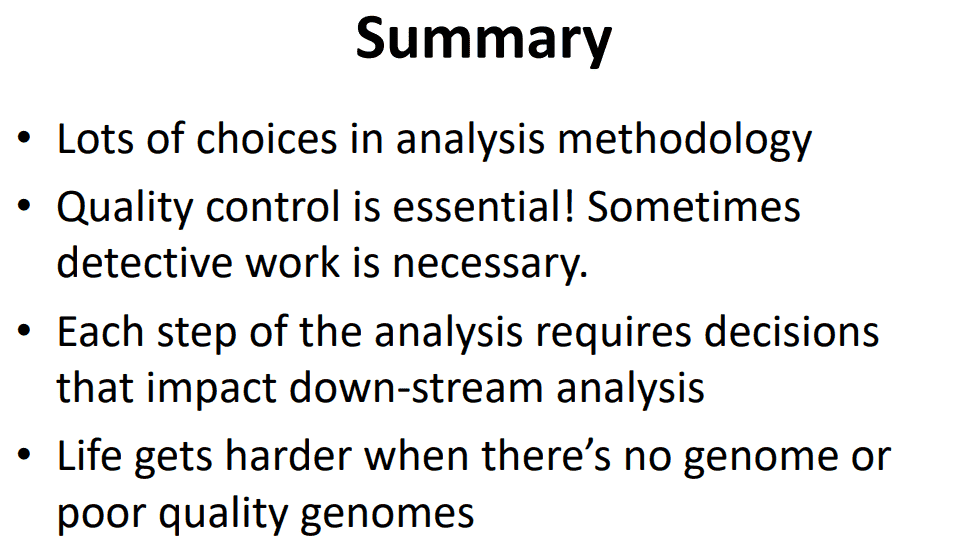 Summary
• Lots of choices in analysis methodology
• Quality control is essential! Sometimes
detective work is necessary.
• Each step of the analysis requires decisions
that impact down-stream analysis
• Life gets harder when there’s no genome or
poor quality genomes